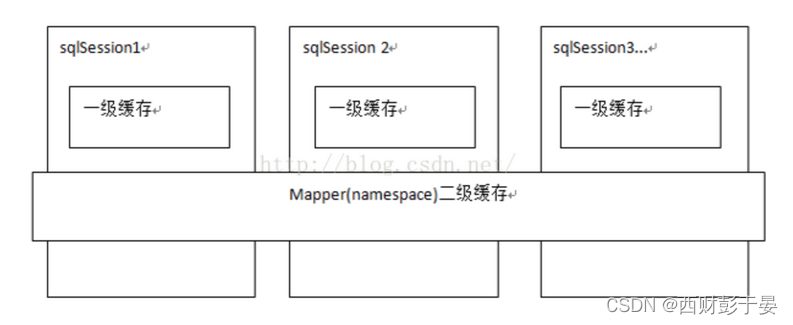 sqlSession1
sqlSession 2
sqlSession3...
一级缓存
一级缓存
一级缓存
http://blog.csdn.net/
Mapper(namespace)二级缓存
CSDN @西财彭于晏